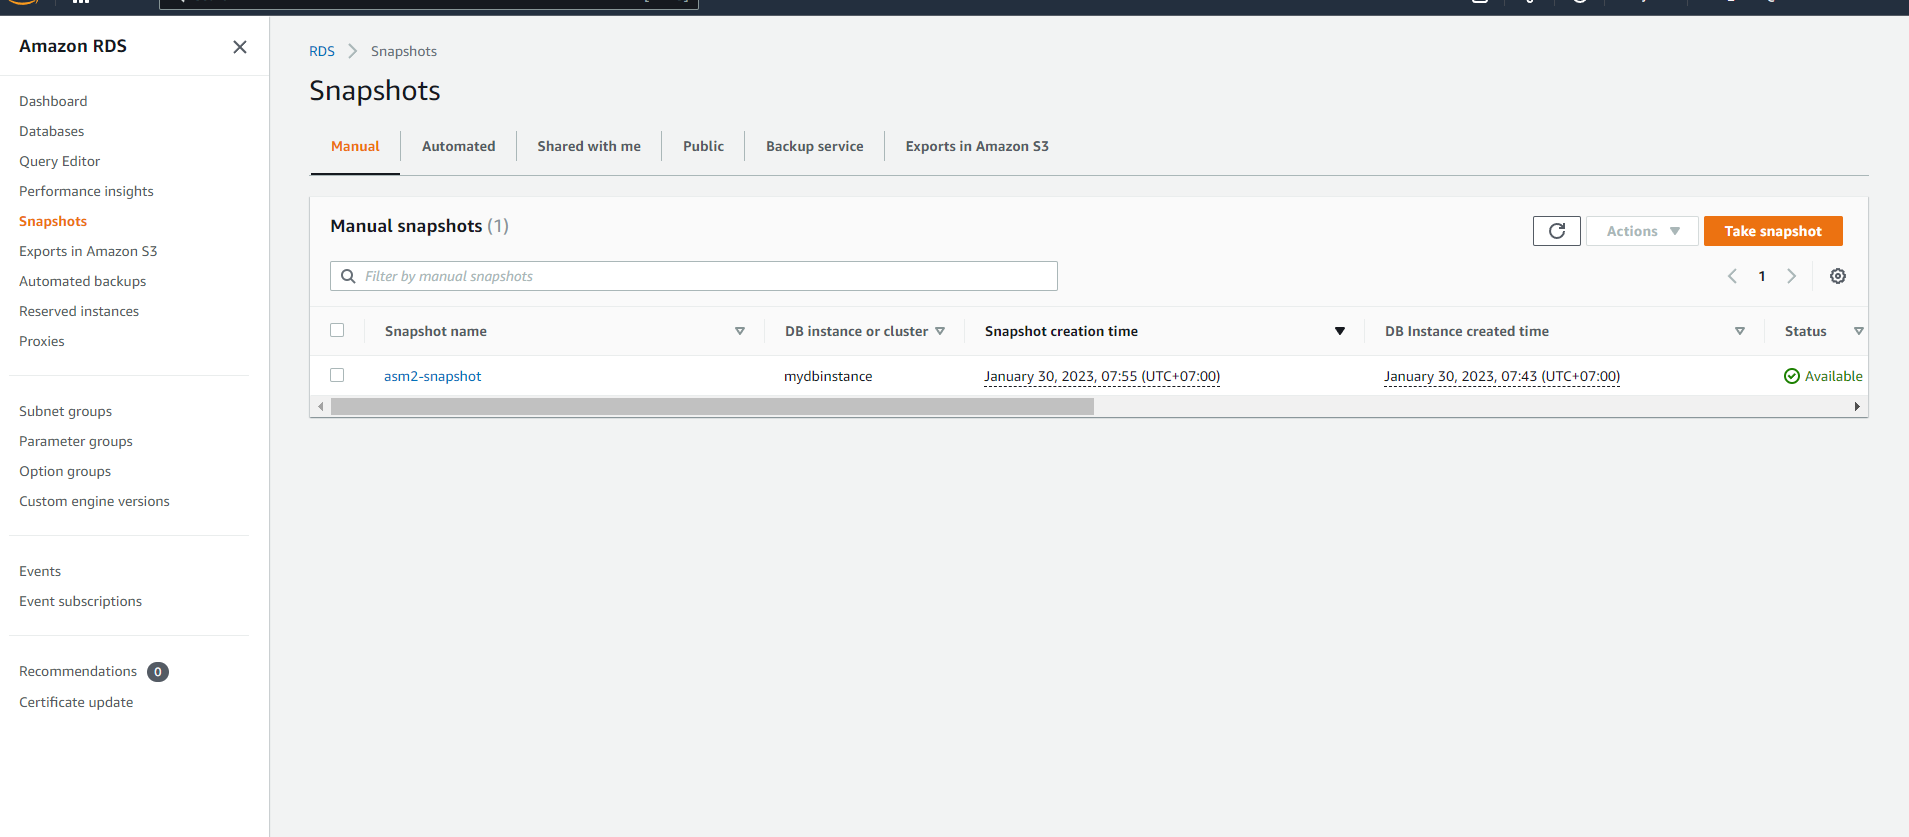 Amazon RDS
Dashboard
Databases
Query Editor
Performance insights
Snapshots
Exports in Amazon S3
Automated backups
Reserved instances
Proxies
Subnet groups
Parameter groups
Option groups
Custom engine versions
Events
Event subscriptions
Recommendations 0
Certificate update
RDS Snapshots
Snapshots
Manual Automated Shared with me Public Backup service Exports in Amazon S3
Manual snapshots (1)
Actions Take snapshot
Filter by manual snapshots
1
Snapshot name DB instance or cluster Snapshot creation time DB Instance created time Status
asm2-snapshot mydbinstance January 30, 2023, 07:55 (UTC+07:00) January 30, 2023, 07:43 (UTC+07:00) Available